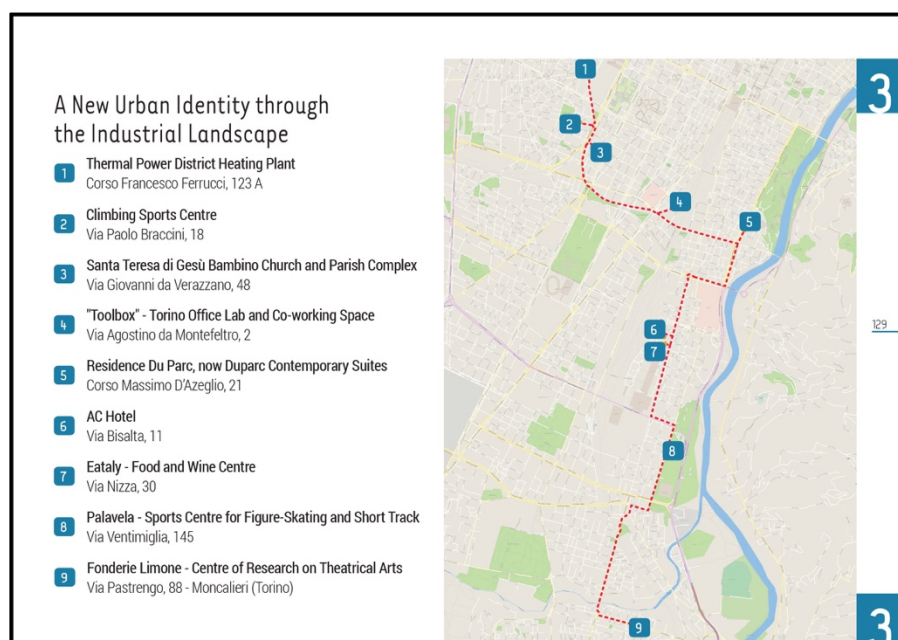 A New Urban Identity through
the Industrial Landscape
1
Thermal Power District Heating Plant
Corso Francesco Ferrucci, 123 A
2
Climbing Sports Centre
Via Paolo Braccini, 18
3
Santa Teresa di Gesù Bambino Church and Parish Complex
Via Giovanni da Verazzano, 48
4
"Toolbox" - Torino Office Lab and Co-working Space
Via Agostino da Montefeltro, 2
5
Residence Du Parc, now Duparc Contemporary Suites
Corso Massimo D'Azeglio, 21
6
AC Hotel
Via Bisalta, 11
7
Eataly - Food and Wine Centre
Via Nizza, 30
8
Palavela - Sports Centre for Figure-Skating and Short Track
Via Ventimiglia, 145
9
Fonderie Limone - Centre of Research on Theatrical Arts
Via Pastrengo, 88 - Moncalieri (Torino)
1
2
3
4
5
6
7
8
9
3
129
3